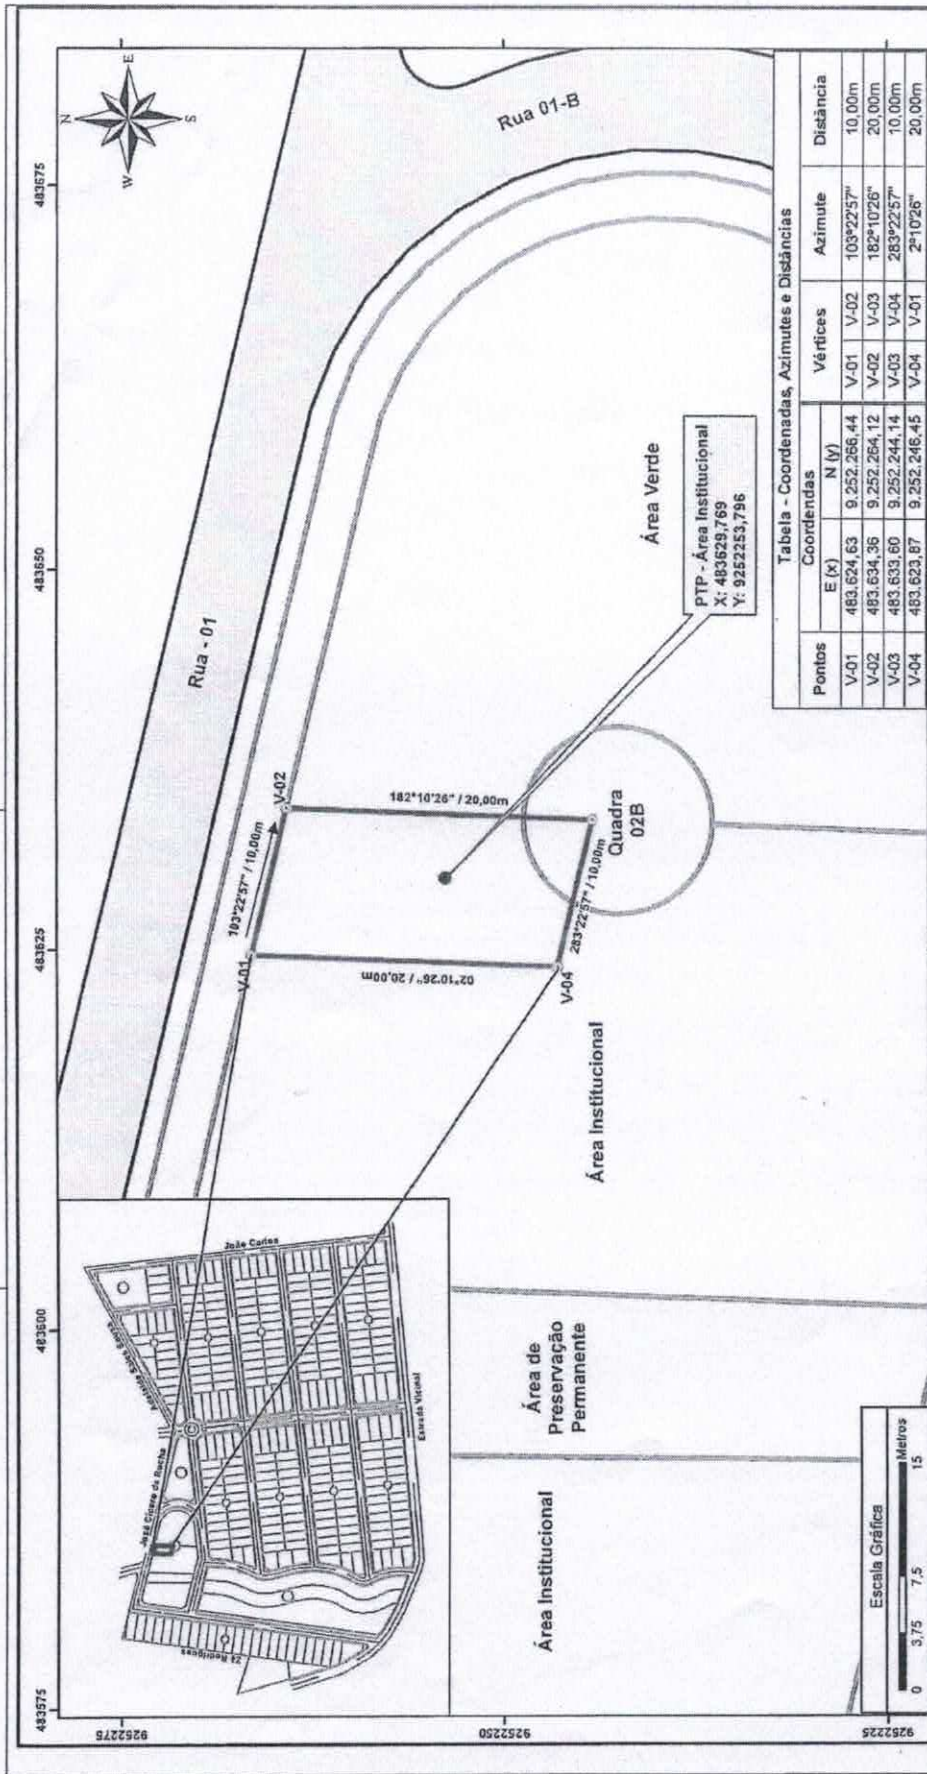 483575
483600
483625
483650
483675
9252275
9252250
9252225
N
W
E
S
José Cícero da Rocha
João Carlos
Zé Rodrigues
Estrada Vicinal
Rua - 01
Rua 01-B
V-01
103°22'57" / 10,00m
V-02
02°10'26" / 20,00m
182°10'26" / 20,00m
V-04
283°22'57" / 10,00m
Quadra
02B
Área Verde
PTP - Área Institucional
X: 483629,769
Y: 9252253,796
Área Institucional
Área de
Preservação
Permanente
Área Institucional
Escala Gráfica
0 3,75 7,5 15
Metros
Tabela - Coordenadas, Azimutes e Distâncias
Pontos Coordendas Vértices Azimute Distância
E (x) N (y)
V-01 483.624,63 9.252.266,44 V-01 V-02 103°22'57" 10,00m
V-02 483.634,36 9.252.264,12 V-02 V-03 182°10'26" 20,00m
V-03 483.633,60 9.252.244,14 V-03 V-04 283°22'57" 10,00m
V-04 483.623,87 9.252.246,45 V-04 V-01 2°10'26" 20,00m